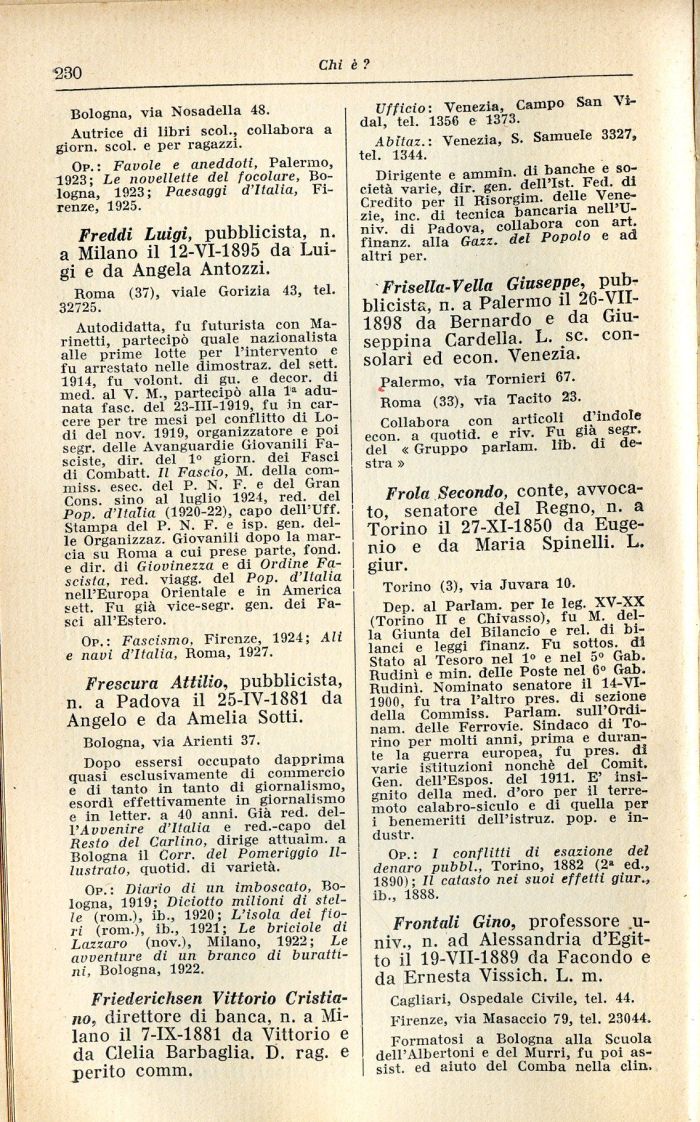 230
Chi è ?
Bologna, via Nosadella 48.
Autrice di libri scol., collabora a
giorn. scol. e per ragazzi.
Op.: Favole e aneddoti, Palermo,
1923; Le novellette del focolare, Bo-
logna, 1923; Paesaggi d'Italia, Fi-
renze, 1925.
Freddi Luigi, pubblicista, n.
a Milano il 12-VI-1895 da Lui-
gi e da Angela Antozzi.
Roma (37), viale Gorizia 43, tel.
32725.
Autodidatta, fu futurista con Ma-
rinetti, partecipò quale nazionalista
alle prime lotte per l'intervento e
fu arrestato nelle dimostraz. del sett.
1914, fu volont. di gu. e decor. di
med. al V. M., partecipò alla 1ª adu-
nata fasc. del 23-III-1919, fu in car-
cere per tre mesi pel conflitto di Lo-
di del nov. 1919, organizzatore e poi
segr. delle Avanguardie Giovanili Fa-
sciste, dir. del 1º giorn. dei Fasci
di Combatt. Il Fascio, M. della com-
miss. esec. del P. N. F. e del Gran
Cons. sino al luglio 1924, red. del
Pop. d'Italia (1920-22), capo dell'Uff.
Stampa del P. N. F. e isp. gen. del-
le Organizzaz. Giovanili dopo la mar-
cia su Roma a cui prese parte, fond.
e dir. di Giovinezza e di Ordine Fa-
scista, red. viagg. del Pop. d'Italia
nell'Europa Orientale e in America
sett. Fu già vice-segr. gen. dei Fa-
sci all'Estero.
Op.: Fascismo, Firenze, 1924; Ali
e navi d'Italia, Roma, 1927.
Frescura Attilio, pubblicista,
n. a Padova il 25-IV-1881 da
Angelo e da Amelia Sotti.
Bologna, via Arienti 37.
Dopo essersi occupato dapprima
quasi esclusivamente di commercio
e di tanto in tanto di giornalismo,
esordì effettivamente in giornalismo
e in letter. a 40 anni. Già red. del-
l'Avvenire d'Italia e red.-capo del
Resto del Carlino, dirige attualm. a
Bologna il Corr. del Pomeriggio Il-
lustrato, quotid. di varietà.
Op.: Diario di un imboscato, Bo-
logna, 1919; Diciotto milioni di stel-
le (rom.), ib., 1920; L'isola dei fio-
ri (rom.), ib., 1921; Le briciole di
Lazzaro (nov.), Milano, 1922; Le
avventure di un branco di buratti-
ni, Bologna, 1922.
Friederichsen Vittorio Cristia-
no, direttore di banca, n. a Mi-
lano il 7-IX-1881 da Vittorio e
da Clelia Barbaglia. D. rag. e
perito comm.
Ufficio: Venezia, Campo San Vi-
dal, tel. 1356 e 1373.
Abitaz.: Venezia, S. Samuele 3327,
tel. 1344.
Dirigente e ammin. di banche e so-
cietà varie, dir. gen. dell'Ist. Fed. di
Credito per il Risorgim. delle Vene-
zie, inc. di tecnica bancaria nell'U-
niv. di Padova, collabora con art.
finanz. alla Gazz. del Popolo e ad
altri per.
Frisella-Vella Giuseppe, pub-
blicista, n. a Palermo il 26-VII-
1898 da Bernardo e da Giu-
seppina Cardella. L. sc. con-
solari ed econ. Venezia.
Palermo, via Tornieri 67.
Roma (33), via Tacito 23.
Collabora con articoli d'indole
econ. a quotid. e riv. Fu già segr.
del « Gruppo parlam. lib. di de-
stra »
Frola Secondo, conte, avvoca-
to, senatore del Regno, n. a
Torino il 27-XI-1850 da Euge-
nio e da Maria Spinelli. L.
giur.
Torino (3), via Juvara 10.
Dep. al Parlam. per le leg. XV-XX
(Torino II e Chivasso), fu M. del-
la Giunta del Bilancio e rel. di bi-
lanci e leggi finanz. Fu sottos. di
Stato al Tesoro nel 1º e nel 5º Gab.
Rudinì e min. delle Poste nel 6º Gab.
Rudinì. Nominato senatore il 14-VI-
1900, fu tra l'altro pres. di sezione
della Commiss. Parlam. sull'Ordi-
nam. delle Ferrovie. Sindaco di To-
rino per molti anni, prima e duran-
te la guerra europea, fu pres. di
varie istituzioni nonchè del Comit.
Gen. dell'Espos. del 1911. E' insi-
gnito della med. d'oro per il terre-
moto calabro-siculo e di quella per
i benemeriti dell'istruz. pop. e in-
dustr.
Op.: I conflitti di esazione del
denaro pubbl., Torino, 1882 (2ª ed.,
1890); Il catasto nei suoi effetti giur.,
ib., 1888.
Frontali Gino, professore u-
niv., n. ad Alessandria d'Egit-
to il 19-VII-1889 da Facondo e
da Ernesta Vissich. L. m.
Cagliari, Ospedale Civile, tel. 44.
Firenze, via Masaccio 79, tel. 23044.
Formatosi a Bologna alla Scuola
dell'Albertoni e del Murri, fu poi as-
sist. ed aiuto del Comba nella clin.